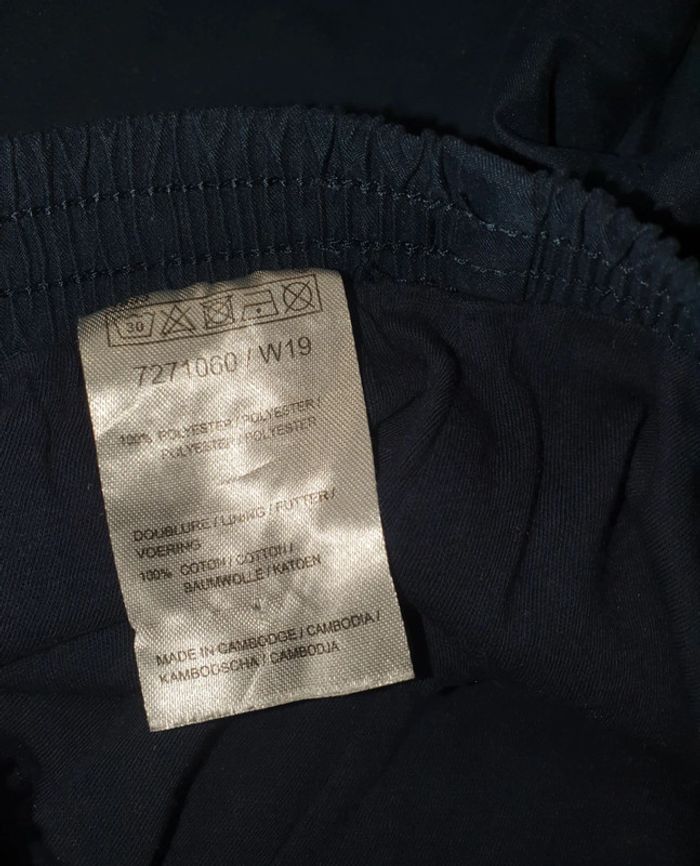 30
7271060 / W19
100% POLYESTER / POLYESTER /
POLYESTER / POLYESTER
DOUBLURE / LINING / FUTTER /
VOERING
100% COTON / COTTON /
BAUMWOLLE / KATOEN
MADE IN CAMBODGE / CAMBODIA /
KAMBODSCHA / CAMBODJA